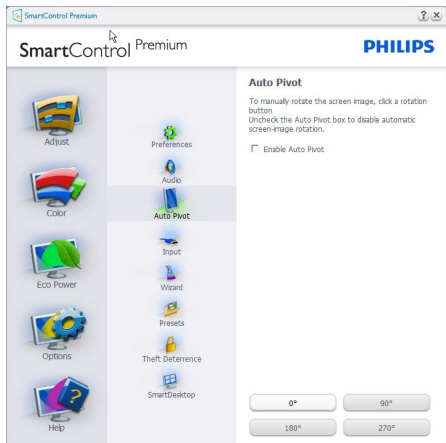 SmartControl Premium
SmartControl Premium
PHILIPS
Adjust
Color
Eco Power
Options
Help
Preferences
Audio
Auto Pivot
Input
Wizard
Presets
Theft Deterrence
SmartDesktop
Auto Pivot
To manually rotate the screen image, click a rotation
button
Uncheck the Auto Pivot box to disable automatic
screen-image rotation.
Enable Auto Pivot
0° 90°
180° 270°